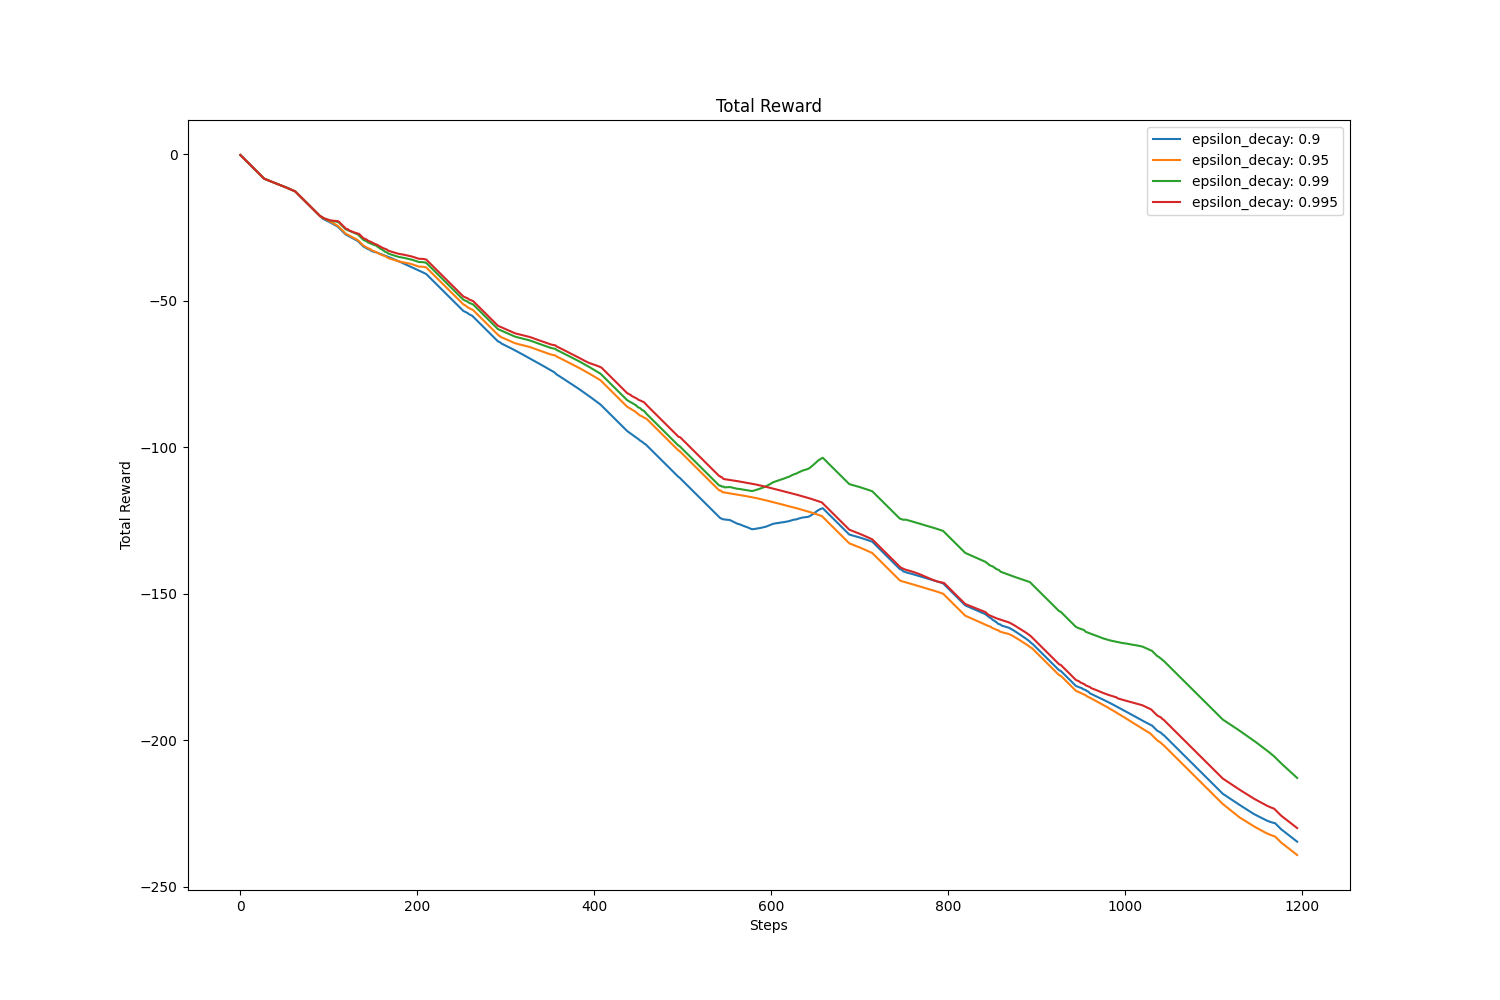 Total Reward
epsilon_decay: 0.9
epsilon_decay: 0.95
epsilon_decay: 0.99
epsilon_decay: 0.995
Total Reward
0
−50
−100
−150
−200
−250
0 200 400 600 800 1000 1200
Steps